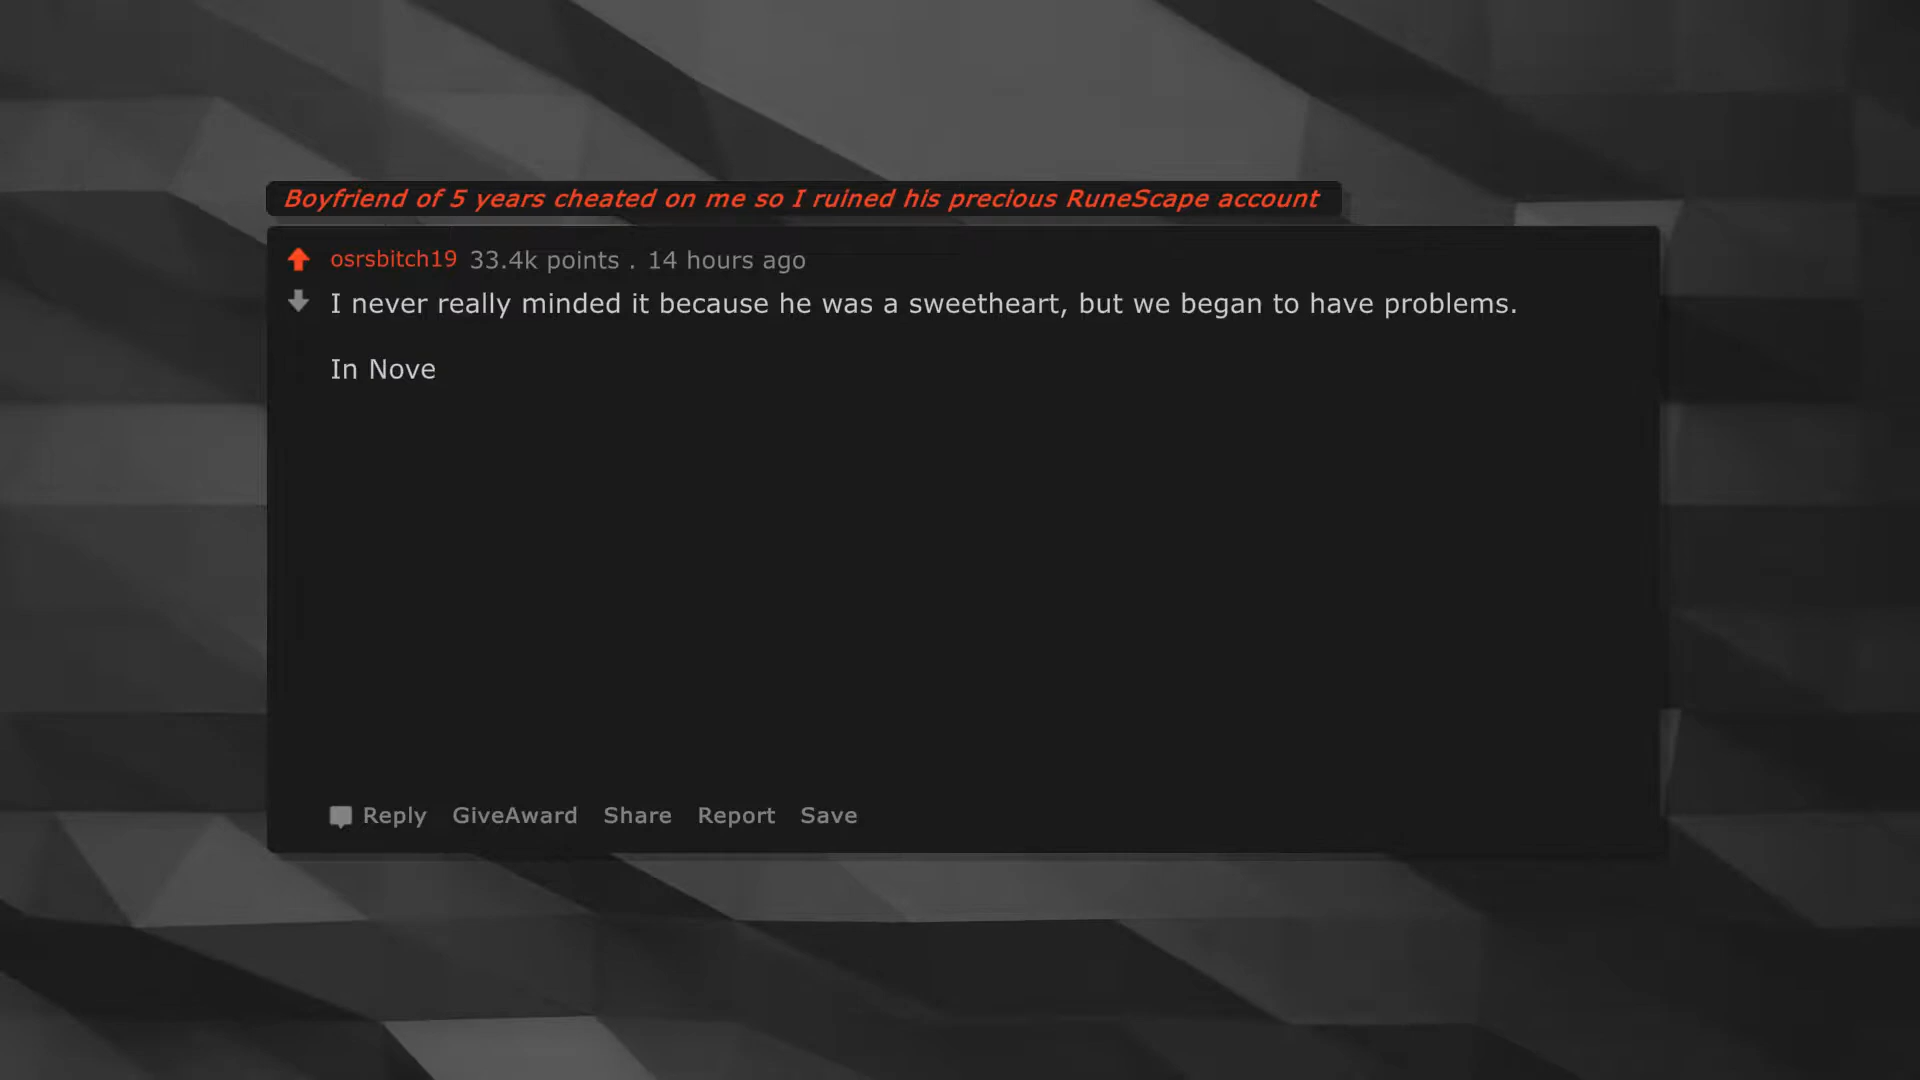 Boyfriend of 5 years cheated on me so I ruined his precious RuneScape account
osrsbitch19 33.4k points . 14 hours ago
I never really minded it because he was a sweetheart, but we began to have problems.
In Nove
Reply GiveAward Share Report Save